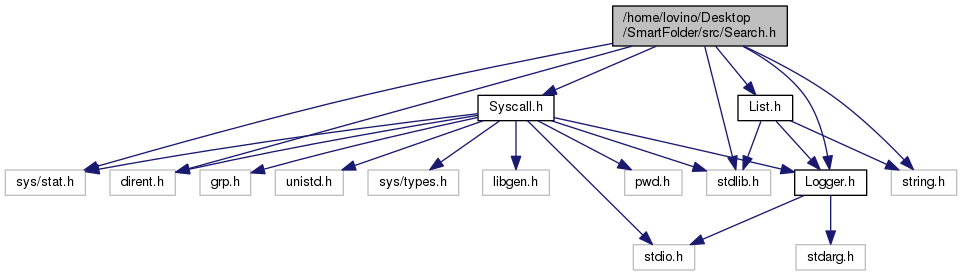 /home/lovino/Desktop
/SmartFolder/src/Search.h
Syscall.h
List.h
sys/stat.h
dirent.h
grp.h
unistd.h
sys/types.h
libgen.h
pwd.h
stdlib.h
Logger.h
string.h
stdio.h
stdarg.h